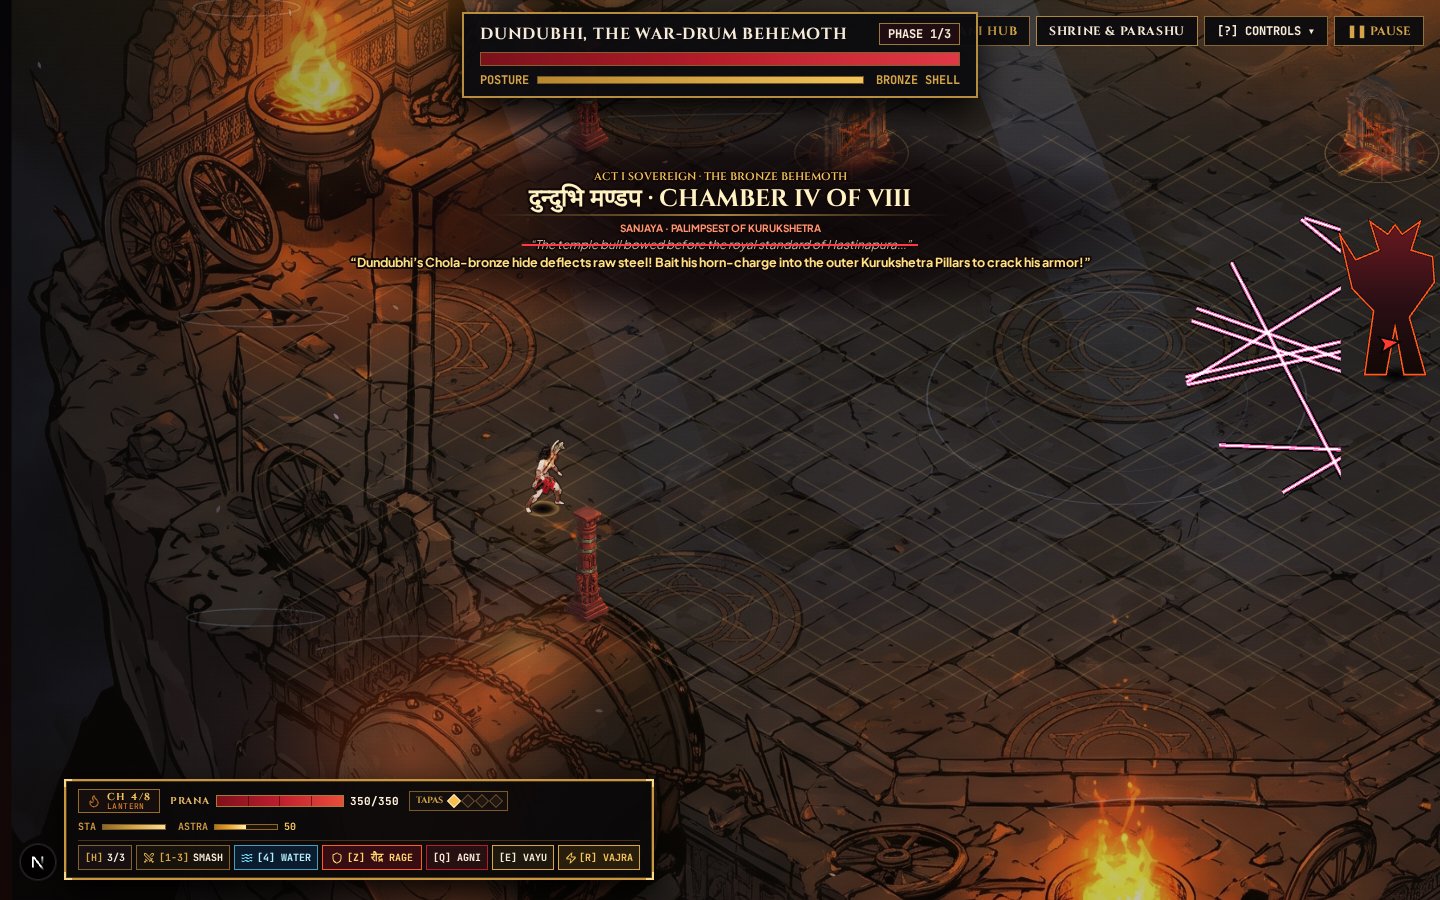 DUNDUBHI, THE WAR-DRUM BEHEMOTH PHASE 1/3
POSTURE BRONZE SHELL
I HUB
SHRINE & PARASHU
[?] CONTROLS ▾
PAUSE
ACT I SOVEREIGN · THE BRONZE BEHEMOTH
दुन्दुभि मण्डप · CHAMBER IV OF VIII
SANJAYA · PALIMPSEST OF KURUKSHETRA
"The temple bull bowed before the royal standard of Hastinapura..."
“Dundubhi’s Chola-bronze hide deflects raw steel! Bait his horn-charge into the outer Kurukshetra Pillars to crack his armor!”
CH 4/8
LANTERN
PRANA 350/350
TAPAS
STA ASTRA 50
[H] 3/3 [1-3] SMASH [4] WATER [Z] रौद्र RAGE [Q] AGNI [E] VAYU [R] VAJRA
N